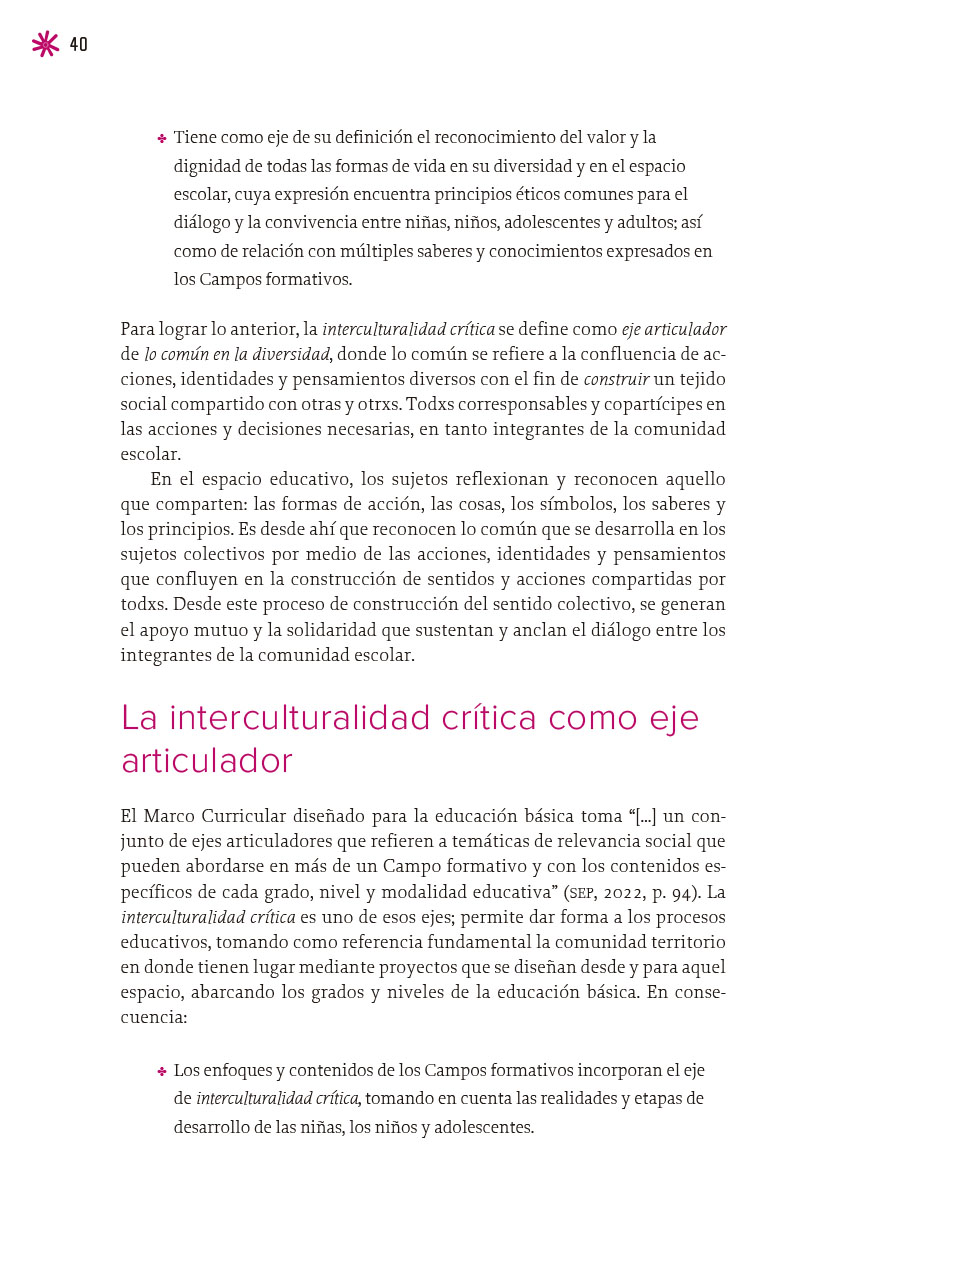 40
Tiene como eje de su definición el reconocimiento del valor y la
dignidad de todas las formas de vida en su diversidad y en el espacio
escolar, cuya expresión encuentra principios éticos comunes para el
diálogo y la convivencia entre niñas, niños, adolescentes y adultos; así
como de relación con múltiples saberes y conocimientos expresados en
los Campos formativos.
Para lograr lo anterior, la interculturalidad crítica se define como eje articulador
de lo común en la diversidad, donde lo común se refiere a la confluencia de ac-
ciones, identidades y pensamientos diversos con el fin de construir un tejido
social compartido con otras y otrxs. Todxs corresponsables y copartícipes en
las acciones y decisiones necesarias, en tanto integrantes de la comunidad
escolar.
En el espacio educativo, los sujetos reflexionan y reconocen aquello
que comparten: las formas de acción, las cosas, los símbolos, los saberes y
los principios. Es desde ahí que reconocen lo común que se desarrolla en los
sujetos colectivos por medio de las acciones, identidades y pensamientos
que confluyen en la construcción de sentidos y acciones compartidas por
todxs. Desde este proceso de construcción del sentido colectivo, se generan
el apoyo mutuo y la solidaridad que sustentan y anclan el diálogo entre los
integrantes de la comunidad escolar.
La interculturalidad crítica como eje
articulador
El Marco Curricular diseñado para la educación básica toma “[...] un con-
junto de ejes articuladores que refieren a temáticas de relevancia social que
pueden abordarse en más de un Campo formativo y con los contenidos es-
pecíficos de cada grado, nivel y modalidad educativa” (SEP, 2022, p. 94). La
interculturalidad crítica es uno de esos ejes; permite dar forma a los procesos
educativos, tomando como referencia fundamental la comunidad territorio
en donde tienen lugar mediante proyectos que se diseñan desde y para aquel
espacio, abarcando los grados y niveles de la educación básica. En conse-
cuencia:
Los enfoques y contenidos de los Campos formativos incorporan el eje
de interculturalidad crítica, tomando en cuenta las realidades y etapas de
desarrollo de las niñas, los niños y adolescentes.